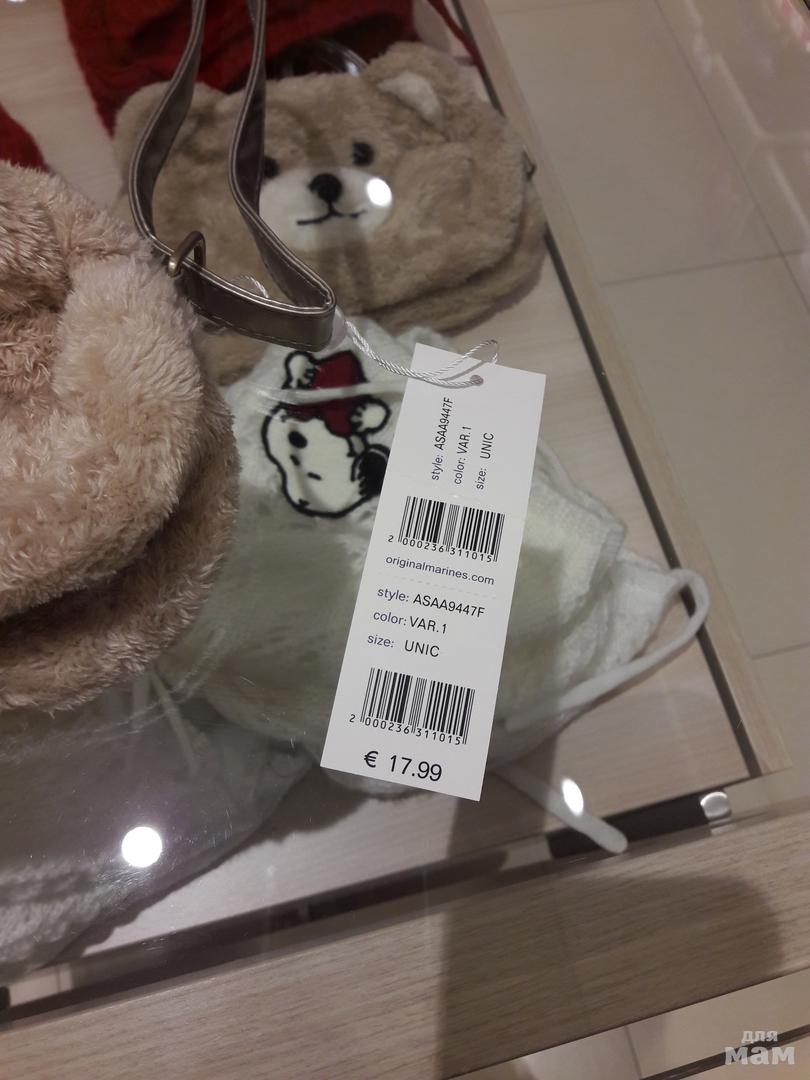 style: ASAA9447F
color: VAR.1
size: UNIC
2 000236 311015
originalmarines.com
style: ASAA9447F
color: VAR.1
size: UNIC
2 000236 311015
€ 17.99
для
мам